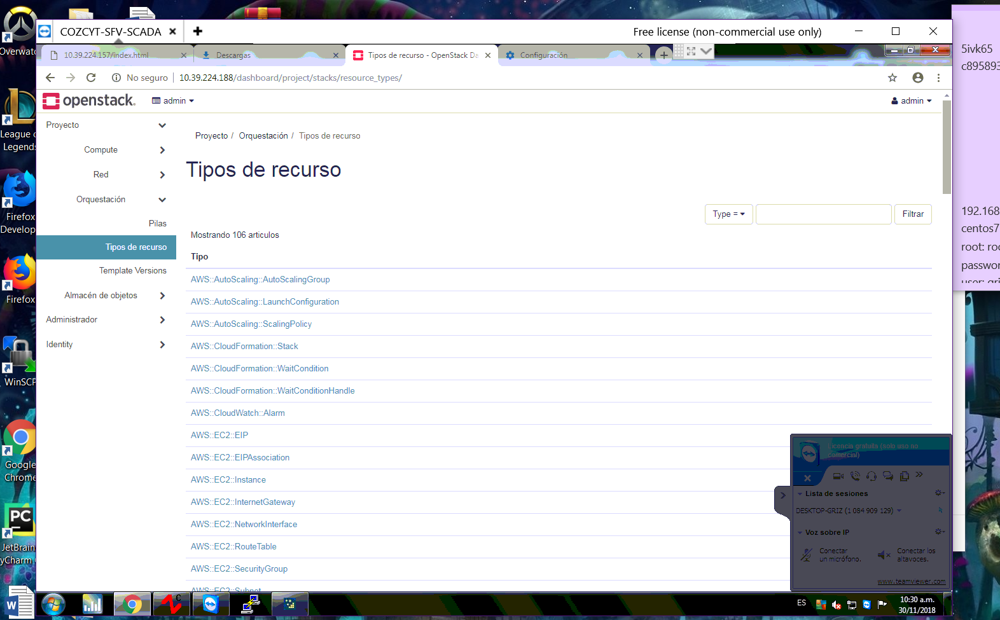 COZCYT-SFV-SCADA
Free license (non-commercial use only)
10.39.224.157/index.html
Descargas
Tipos de recurso - OpenStack Da
Configuración
No seguro
10.39.224.188/dashboard/project/stacks/resource_types/
openstack.
admin
admin
Proyecto
Compute
Red
Orquestación
Pilas
Tipos de recurso
Template Versions
Almacén de objetos
Administrador
Identity
Proyecto / Orquestación / Tipos de recurso
Tipos de recurso
Type =
Filtrar
Mostrando 106 articulos
Tipo
AWS::AutoScaling::AutoScalingGroup
AWS::AutoScaling::LaunchConfiguration
AWS::AutoScaling::ScalingPolicy
AWS::CloudFormation::Stack
AWS::CloudFormation::WaitCondition
AWS::CloudFormation::WaitConditionHandle
AWS::CloudWatch::Alarm
AWS::EC2::EIP
AWS::EC2::EIPAssociation
AWS::EC2::Instance
AWS::EC2::InternetGateway
AWS::EC2::NetworkInterface
AWS::EC2::RouteTable
AWS::EC2::SecurityGroup
AWS::EC2::Subnet
Licencia gratuita (solo uso no
comercial)
Lista de sesiones
DESKTOP-GRIZ (1 084 909 129)
Voz sobre IP
Conectar
un micrófono.
Conectar los
altavoces.
www.teamviewer.com
ES
10:30 a.m.
30/11/2018
Overwatc
League o
Legends
Firefox
Develop
Firefox
WinSCP
Google
Chrome
PC
JetBrain
yCharm
W
5ivk65
c895893
192.168
centos7
root: roo
passwor
user: gri